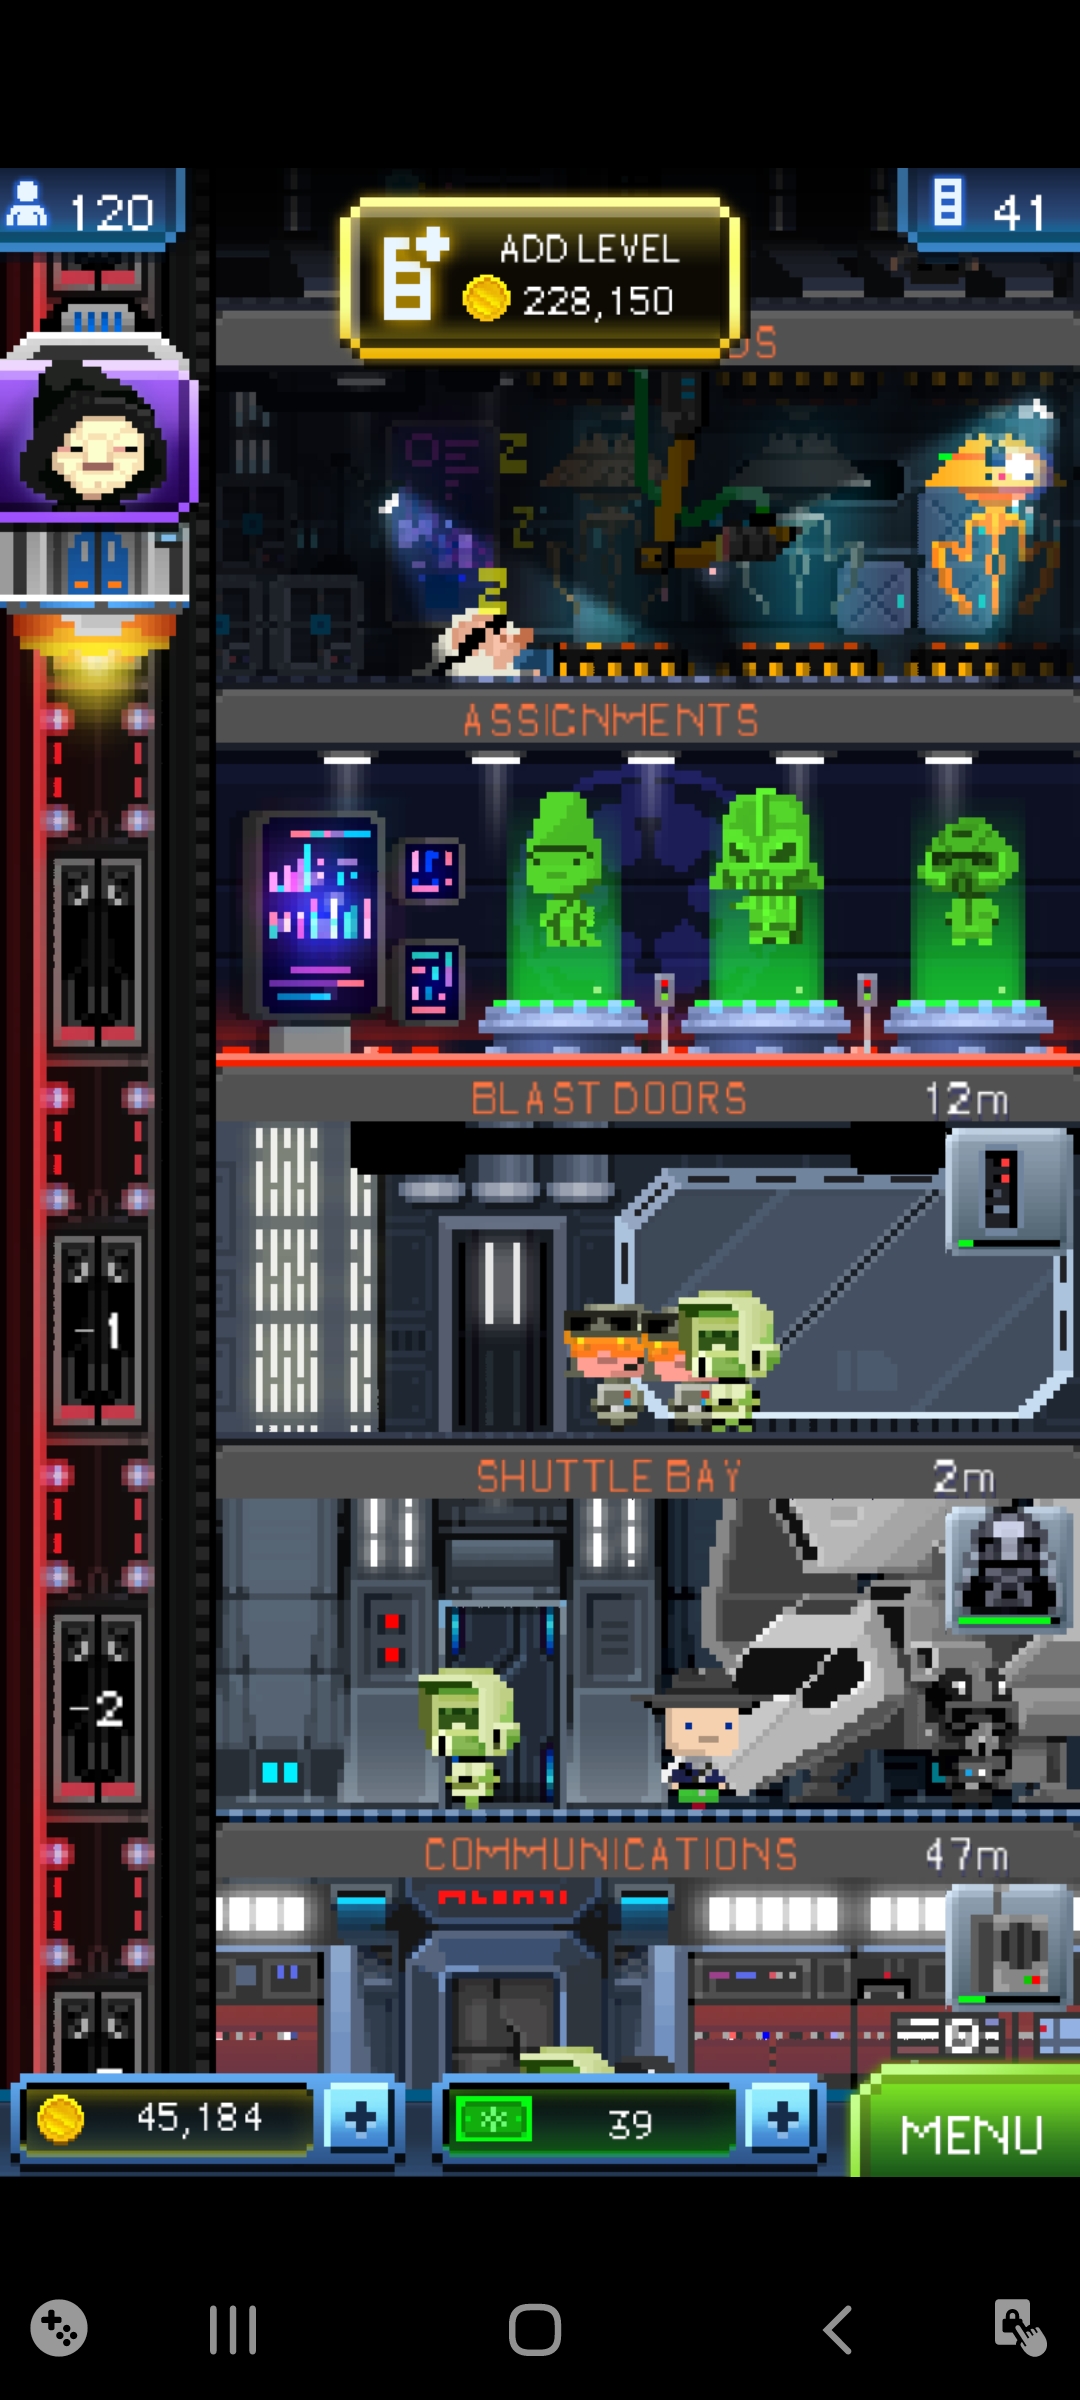 120
41
ADD LEVEL
228,150
ASSIGNMENTS
BLAST DOORS
12m
-1
SHUTTLE BAY
2m
-2
COMMUNICATIONS
47m
45,184
39
MENU